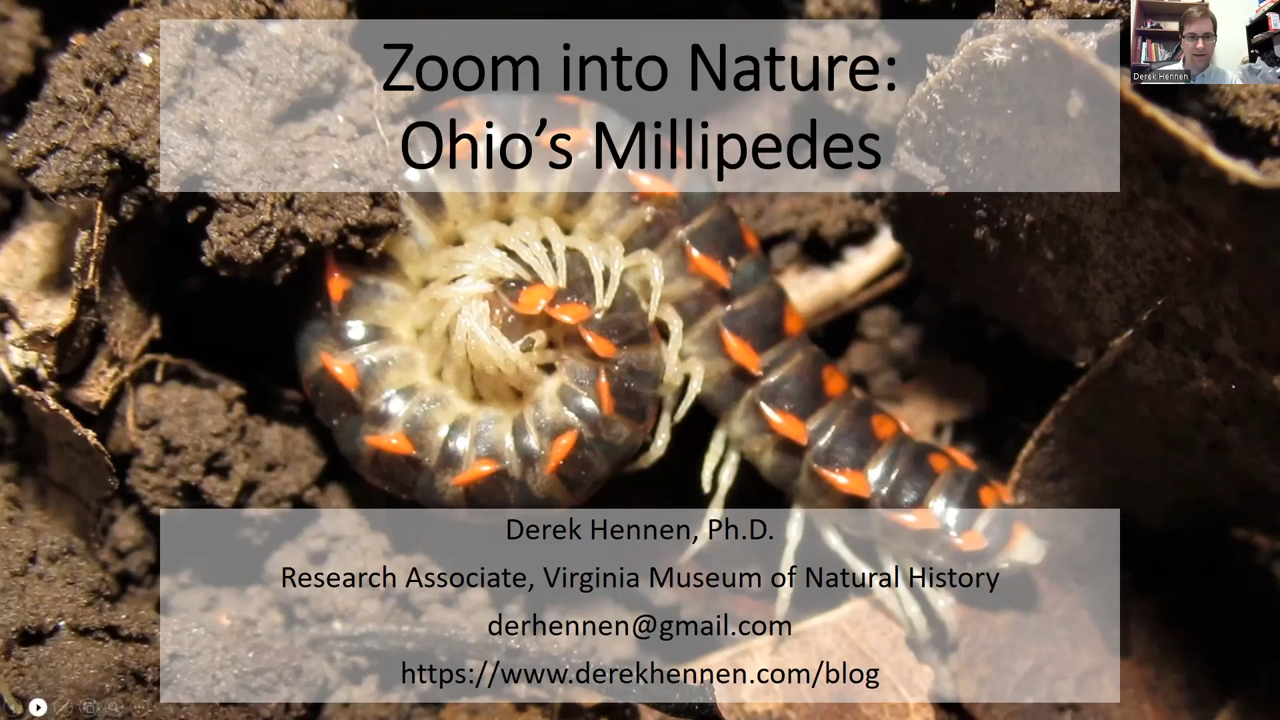 Zoom into Nature:
Ohio’s Millipedes
Derek Hennen
Derek Hennen, Ph.D.
Research Associate, Virginia Museum of Natural History
derhennen@gmail.com
https://www.derekhennen.com/blog